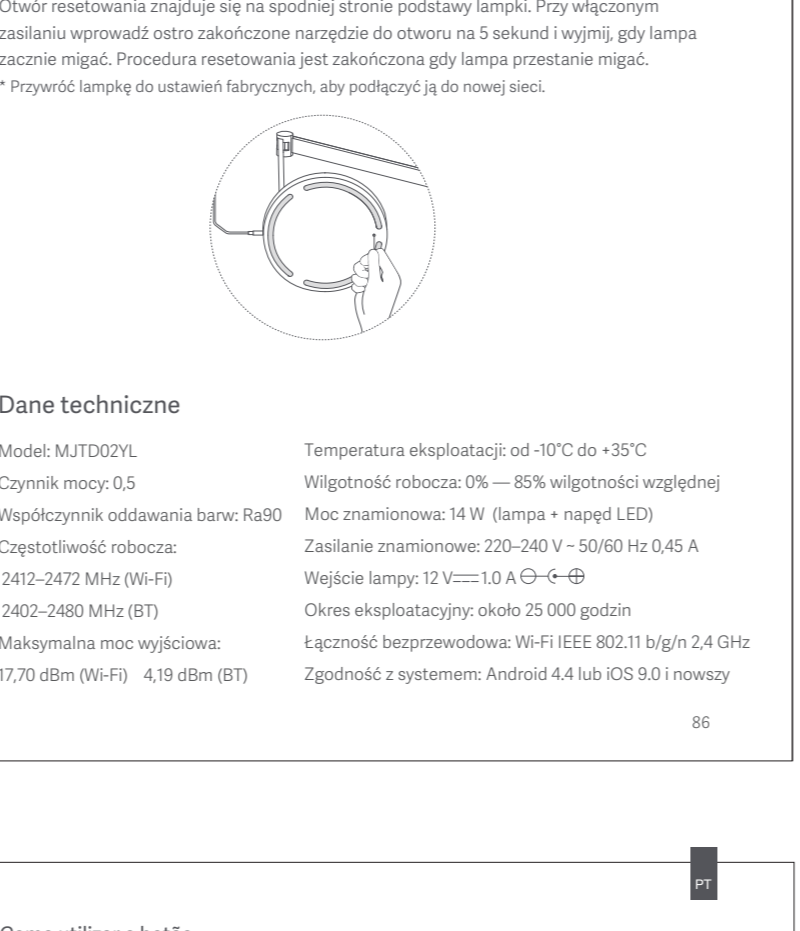 Otwór resetowania znajduje się na spodniej stronie podstawy lampki. Przy włączonym
zasilaniu wprowadź ostro zakończone narzędzie do otworu na 5 sekund i wyjmij, gdy lampa
zacznie migać. Procedura resetowania jest zakończona gdy lampa przestanie migać.
* Przywróć lampkę do ustawień fabrycznych, aby podłączyć ją do nowej sieci.
Dane techniczne
Model: MJTD02YL
Czynnik mocy: 0,5
Współczynnik oddawania barw: Ra90
Częstotliwość robocza:
2412–2472 MHz (Wi-Fi)
2402–2480 MHz (BT)
Maksymalna moc wyjściowa:
17,70 dBm (Wi-Fi) 4,19 dBm (BT)
Temperatura eksploatacji: od -10°C do +35°C
Wilgotność robocza: 0% — 85% wilgotności względnej
Moc znamionowa: 14 W (lampa + napęd LED)
Zasilanie znamionowe: 220–240 V ~ 50/60 Hz 0,45 A
Wejście lampy: 12 V⎓1.0 A
Okres eksploatacyjny: około 25 000 godzin
Łączność bezprzewodowa: Wi-Fi IEEE 802.11 b/g/n 2,4 GHz
Zgodność z systemem: Android 4.4 lub iOS 9.0 i nowszy
86
PT